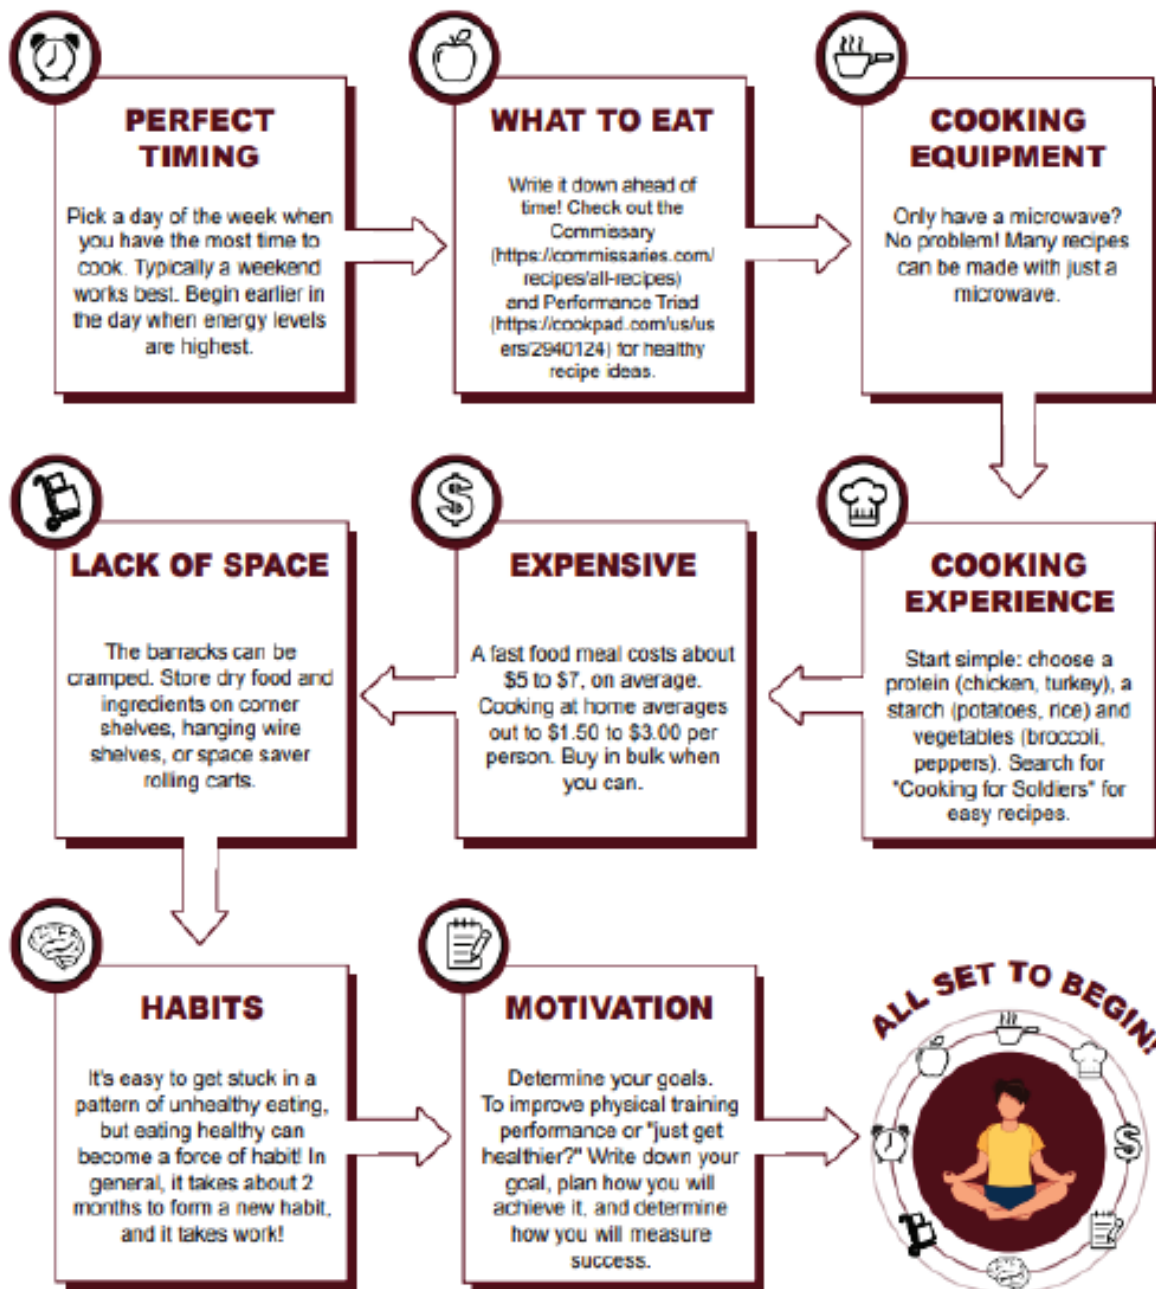 PERFECT
TIMING
Pick a day of the week when
you have the most time to
cook. Typically a weekend
works best. Begin earlier in
the day when energy levels
are highest.
WHAT TO EAT
Write it down ahead of
time! Check out the
Commissary
(https://commissaries.com/
recipes/all-recipes)
and Performance Triad
(https://cookpad.com/us/us
ers/2940124) for healthy
recipe ideas.
COOKING
EQUIPMENT
Only have a microwave?
No problem! Many recipes
can be made with just a
microwave.
COOKING
EXPERIENCE
Start simple: choose a
protein (chicken, turkey), a
starch (potatoes, rice) and
vegetables (broccoli,
peppers). Search for
"Cooking for Soldiers" for
easy recipes.
EXPENSIVE
A fast food meal costs about
$5 to $7, on average.
Cooking at home averages
out to $1.50 to $3.00 per
person. Buy in bulk when
you can.
LACK OF SPACE
The barracks can be
cramped. Store dry food and
ingredients on corner
shelves, hanging wire
shelves, or space saver
rolling carts.
HABITS
It's easy to get stuck in a
pattern of unhealthy eating,
but eating healthy can
become a force of habit! In
general, it takes about 2
months to form a new habit,
and it takes work!
MOTIVATION
Determine your goals.
To improve physical training
performance or "just get
healthier?" Write down your
goal, plan how you will
achieve it, and determine
how you will measure
success.
ALL SET TO BEGIN!